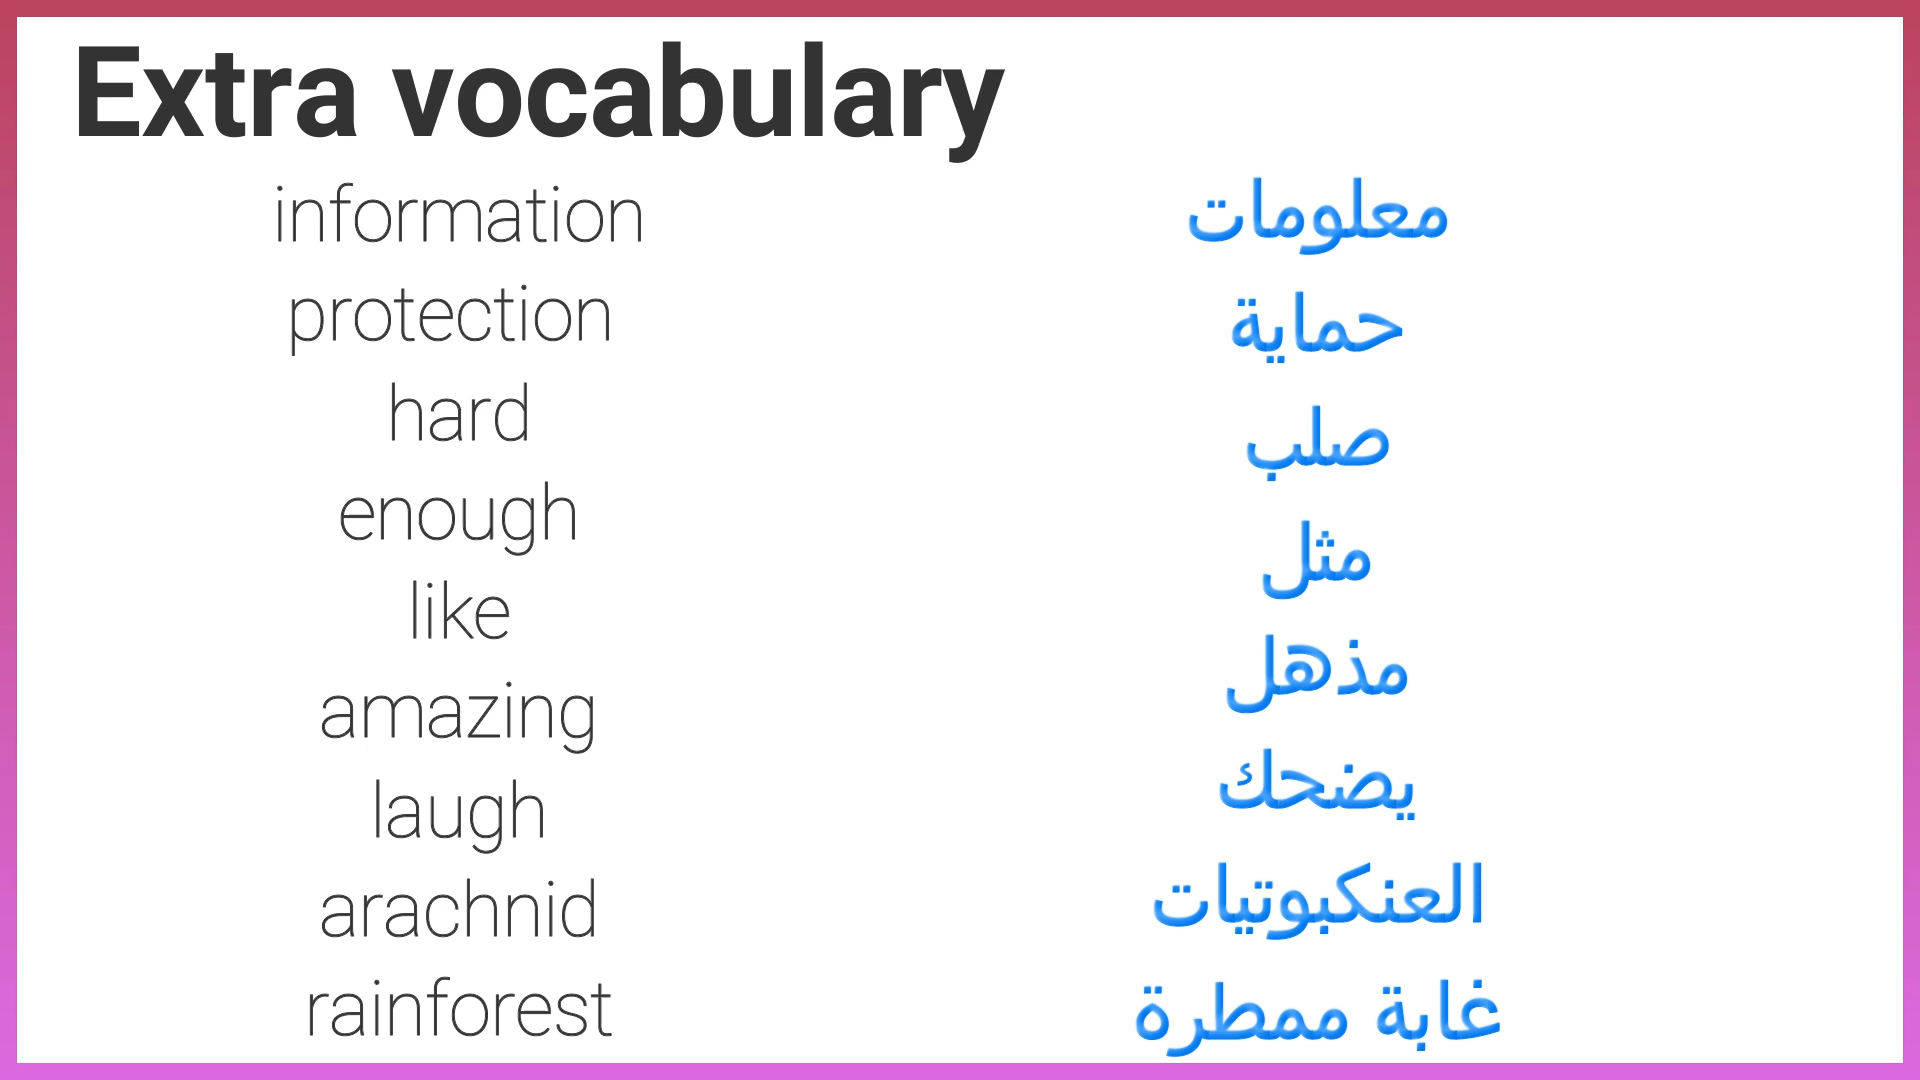 Extra vocabulary
information
protection
hard
enough
like
amazing
laugh
arachnid
rainforest
معلومات
حماية
صلب
مثل
مذهل
يضحك
العنكبوتيات
غابة ممطرة